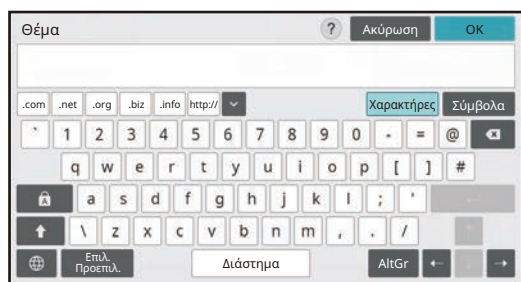 Θέμα ? Ακύρωση OK
.com .net .org .biz .info http:// Χαρακτήρες Σύμβολα
` 1 2 3 4 5 6 7 8 9 0 - = @
q w e r t y u i o p [ ] #
A a s d f g h j k l ; '
\ z x c v b n m , . /
Επιλ.
Προεπιλ. Διάστημα AltGr